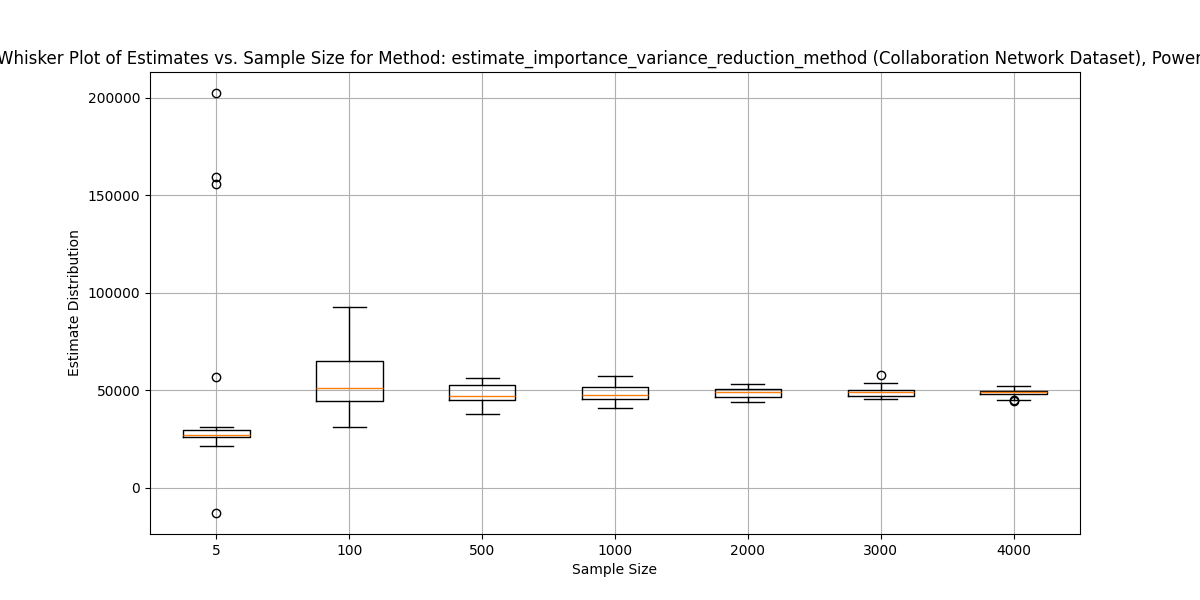 Whisker Plot of Estimates vs. Sample Size for Method: estimate_importance_variance_reduction_method (Collaboration Network Dataset), Power
200000
150000
100000
50000
0
Estimate Distribution
5 100 500 1000 2000 3000 4000
Sample Size